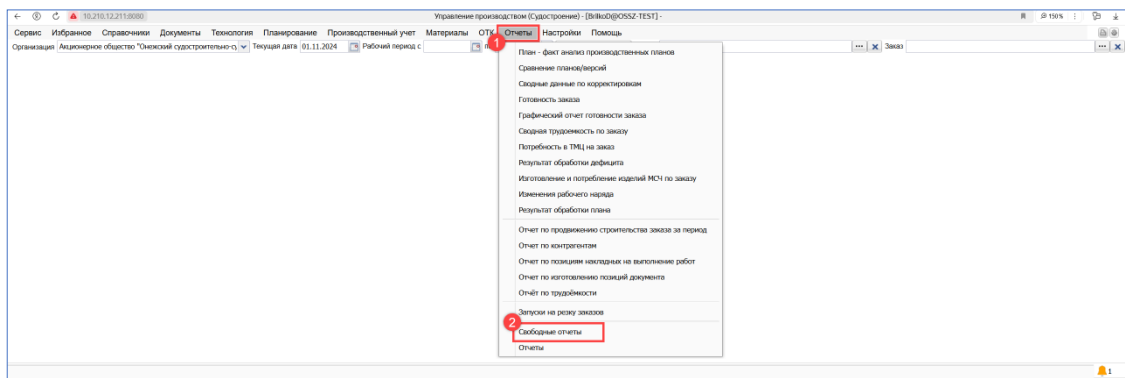 10.210.12.211:8080 Управление производством (Судостроение) - [BrilkoD@OSSZ-TEST] - 150%
Сервис Избранное Справочники Документы Технология Планирование Производственный учет Материалы ОТК Отчеты Настройки Помощь
Организация Акционерное общество "Онежский судостроительно-су Текущая дата 01.11.2024 Рабочий период с Заказ
1
План - факт анализ производственных планов
Сравнение планов/версий
Сводные данные по корректировкам
Готовность заказа
Графический отчет готовности заказа
Сводная трудоемкость по заказу
Потребность в ТМЦ на заказ
Результат обработки дефицита
Изготовление и потребление изделий МСЧ по заказу
Изменения рабочего наряда
Результат обработки плана
Отчет по продвижению строительства заказа за период
Отчет по контрагентам
Отчет по позициям накладных на выполнение работ
Отчет по изготовлению позиций документа
Отчёт по трудоёмкости
Запуски на резку заказов
2
Свободные отчеты
Отчеты
1